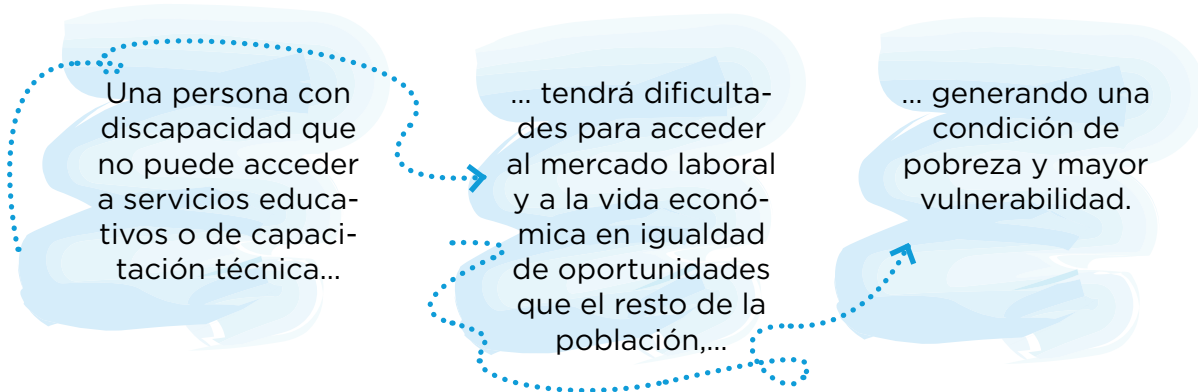 Una persona con
discapacidad que
no puede acceder
a servicios educa-
tivos o de capaci-
tación técnica...
... tendrá dificulta-
des para acceder
al mercado laboral
y a la vida econó-
mica en igualdad
de oportunidades
que el resto de la
población,...
... generando una
condición de
pobreza y mayor
vulnerabilidad.